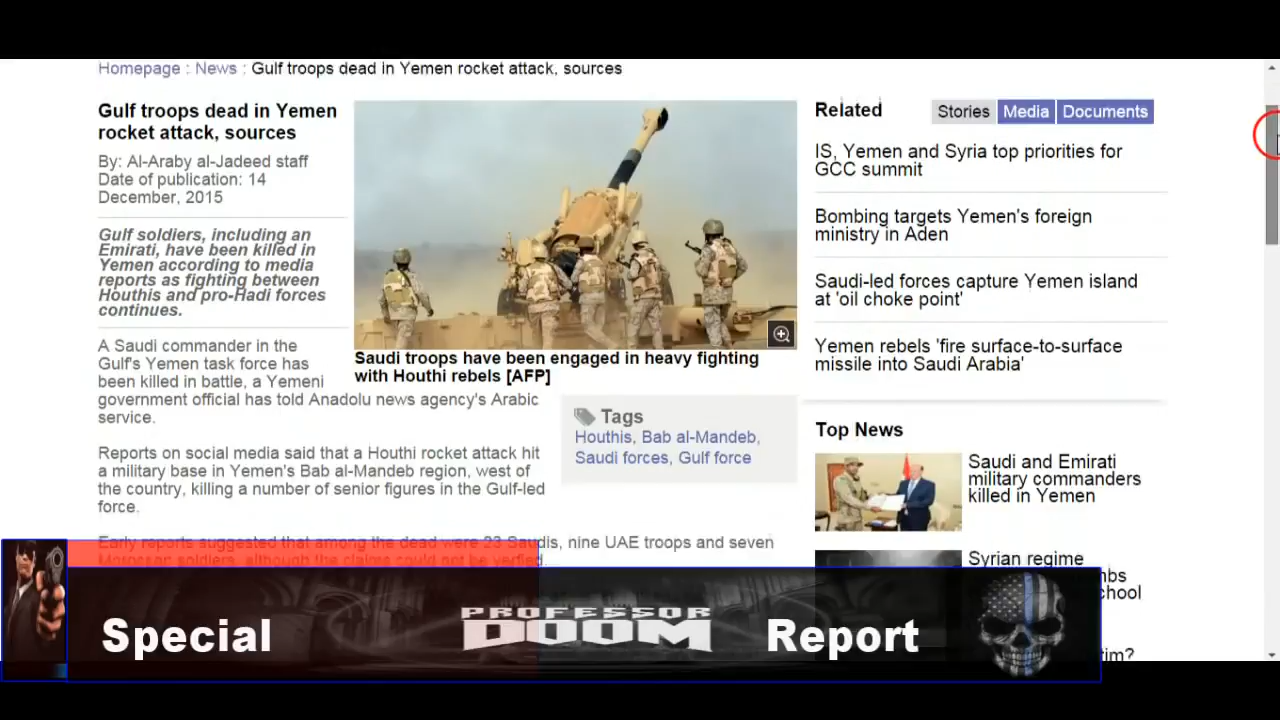 Homepage : News : Gulf troops dead in Yemen rocket attack, sources
Gulf troops dead in Yemen
rocket attack, sources
By: Al-Araby al-Jadeed staff
Date of publication: 14
December, 2015
Gulf soldiers, including an
Emirati, have been killed in
Yemen according to media
reports as fighting between
Houthis and pro-Hadi forces
continues.
A Saudi commander in the
Gulf's Yemen task force has
been killed in battle, a Yemeni
government official has told Anadolu news agency's Arabic
service.
Reports on social media said that a Houthi rocket attack hit
a military base in Yemen's Bab al-Mandeb region, west of
the country, killing a number of senior figures in the Gulf-led
force.
Early reports suggested that among the dead were 23 Saudis, nine UAE troops and seven
Moroccan soldiers, although the claims could not be verfied.
Saudi troops have been engaged in heavy fighting
with Houthi rebels [AFP]
Tags
Houthis, Bab al-Mandeb,
Saudi forces, Gulf force
Related
Stories Media Documents
IS, Yemen and Syria top priorities for
GCC summit
Bombing targets Yemen's foreign
ministry in Aden
Saudi-led forces capture Yemen island
at 'oil choke point'
Yemen rebels 'fire surface-to-surface
missile into Saudi Arabia'
Top News
Saudi and Emirati
military commanders
killed in Yemen
Syrian regime
Special
PROFESSOR
DOOM
Report